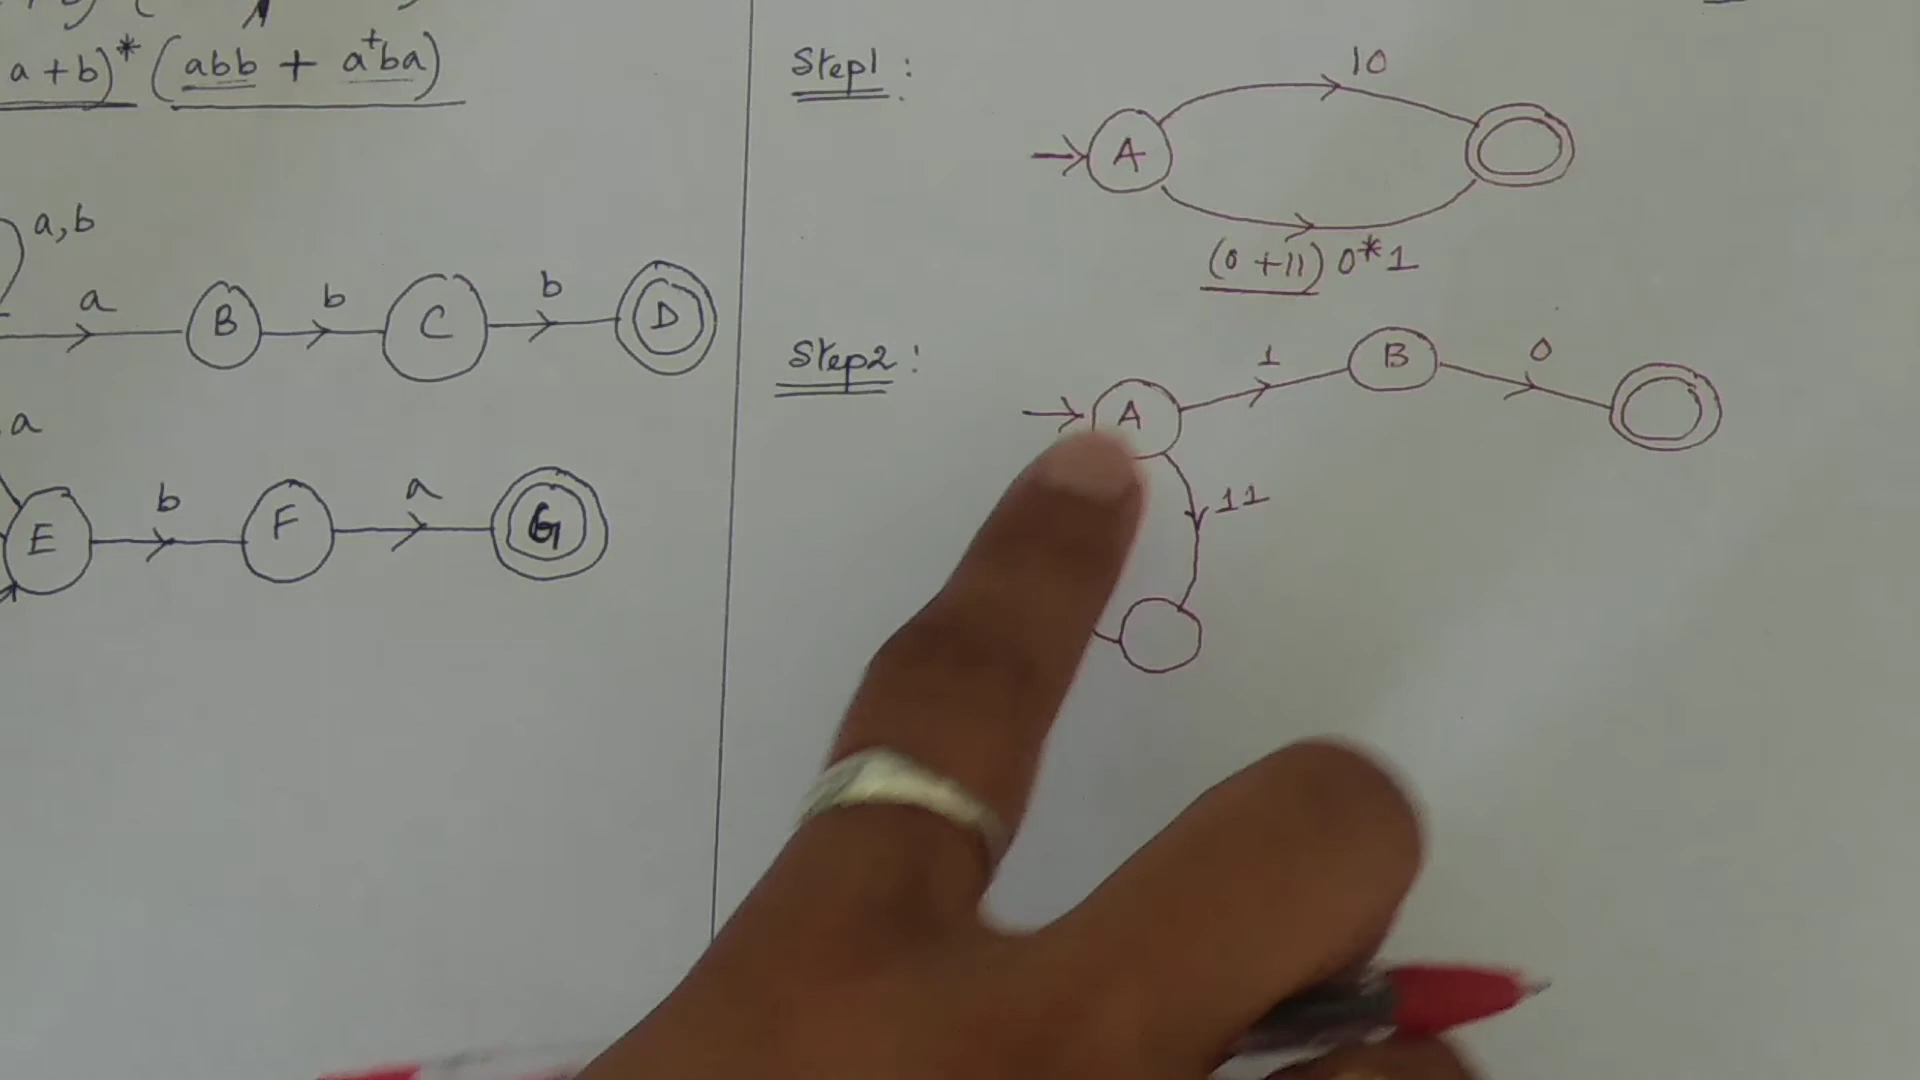 a+b)* (abb + a⁺ba)
a,b
a
B
b
C
b
D
a
E
b
F
a
G
Step1 :
10
A
(0+11) 0*1
Step2 :
A
1
B
0
11